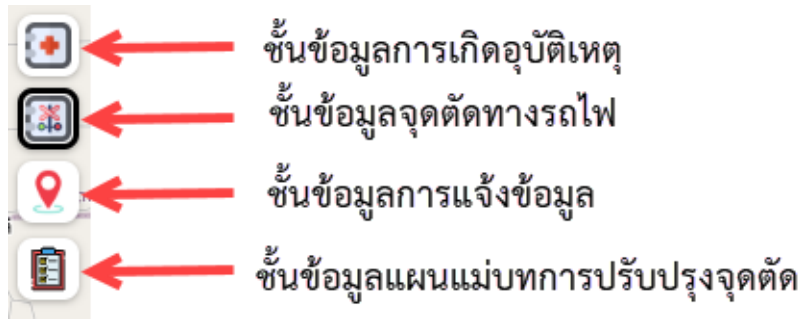 ชั้นข้อมูลการเกิดอุบัติเหตุ
ชั้นข้อมูลจุดตัดทางรถไฟ
ชั้นข้อมูลการแจ้งข้อมูล
ชั้นข้อมูลแผนแม่บทการปรับปรุงจุดตัด